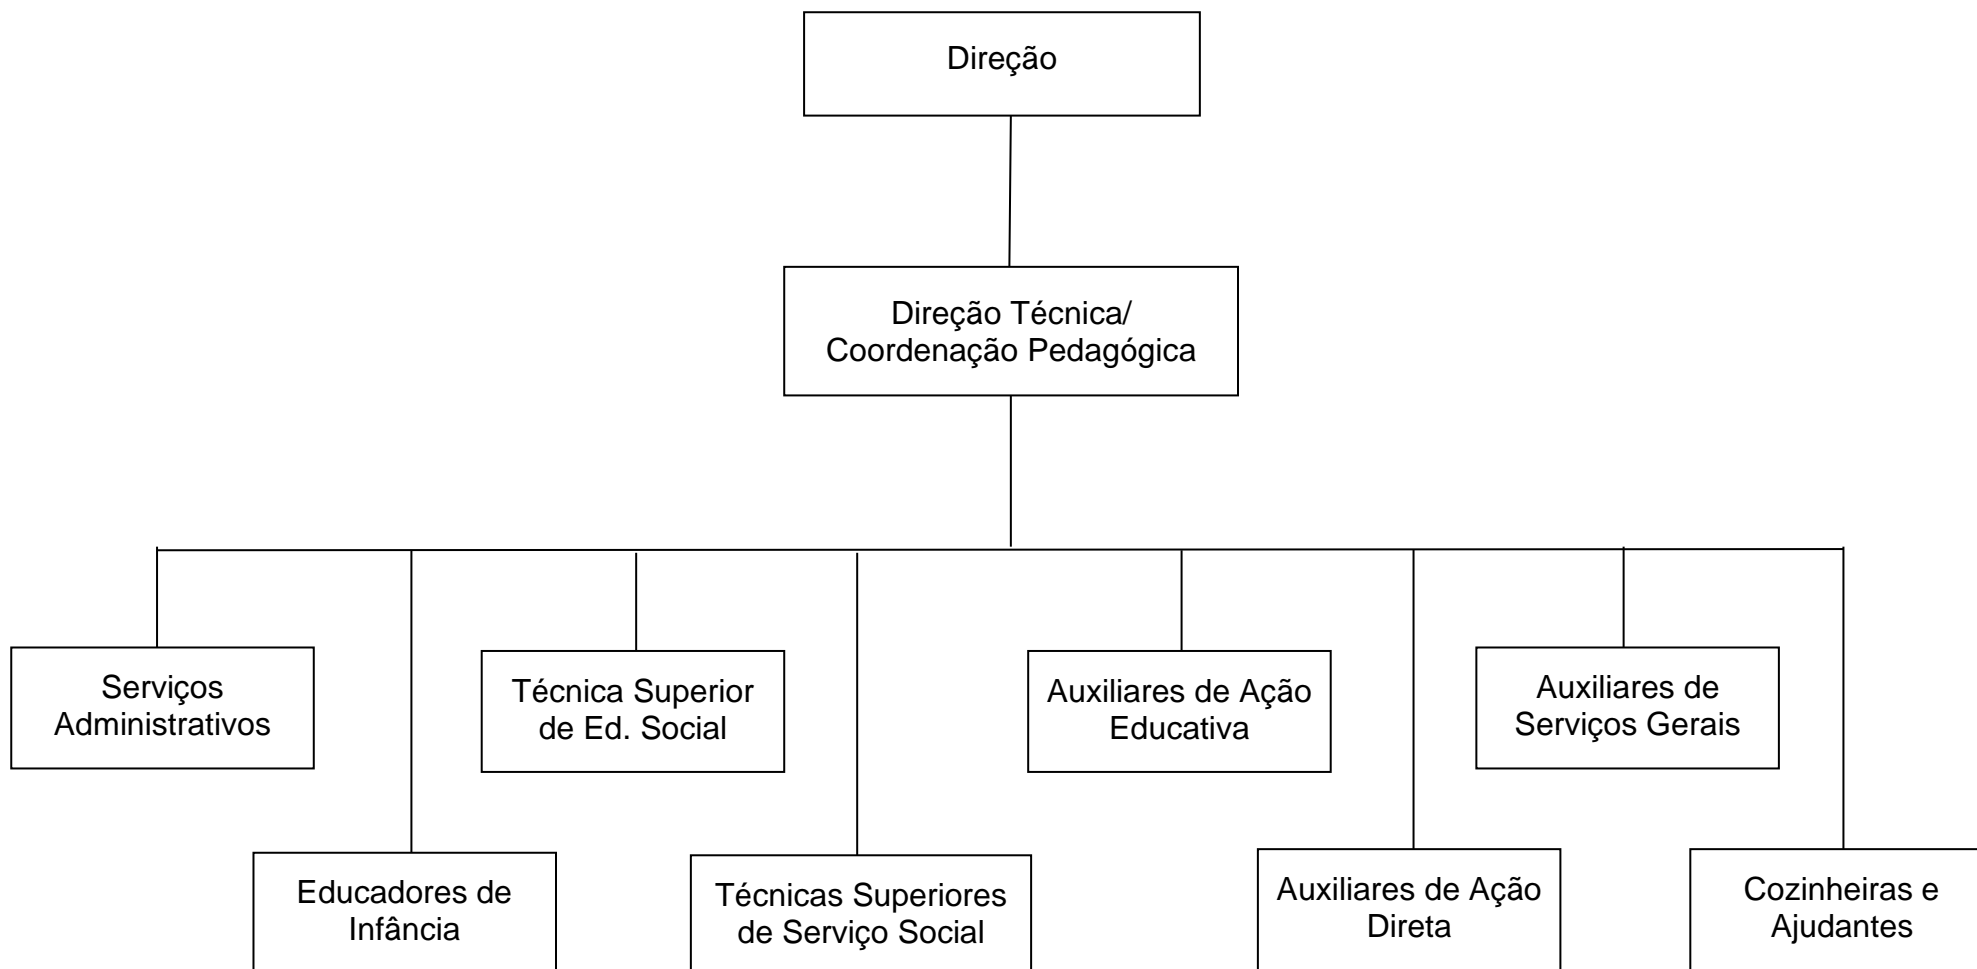 Direção
Direção Técnica/
Coordenação Pedagógica
Serviços
Administrativos
Técnica Superior
de Ed. Social
Auxiliares de Ação
Educativa
Auxiliares de
Serviços Gerais
Educadores de
Infância
Técnicas Superiores
de Serviço Social
Auxiliares de Ação
Direta
Cozinheiras e
Ajudantes